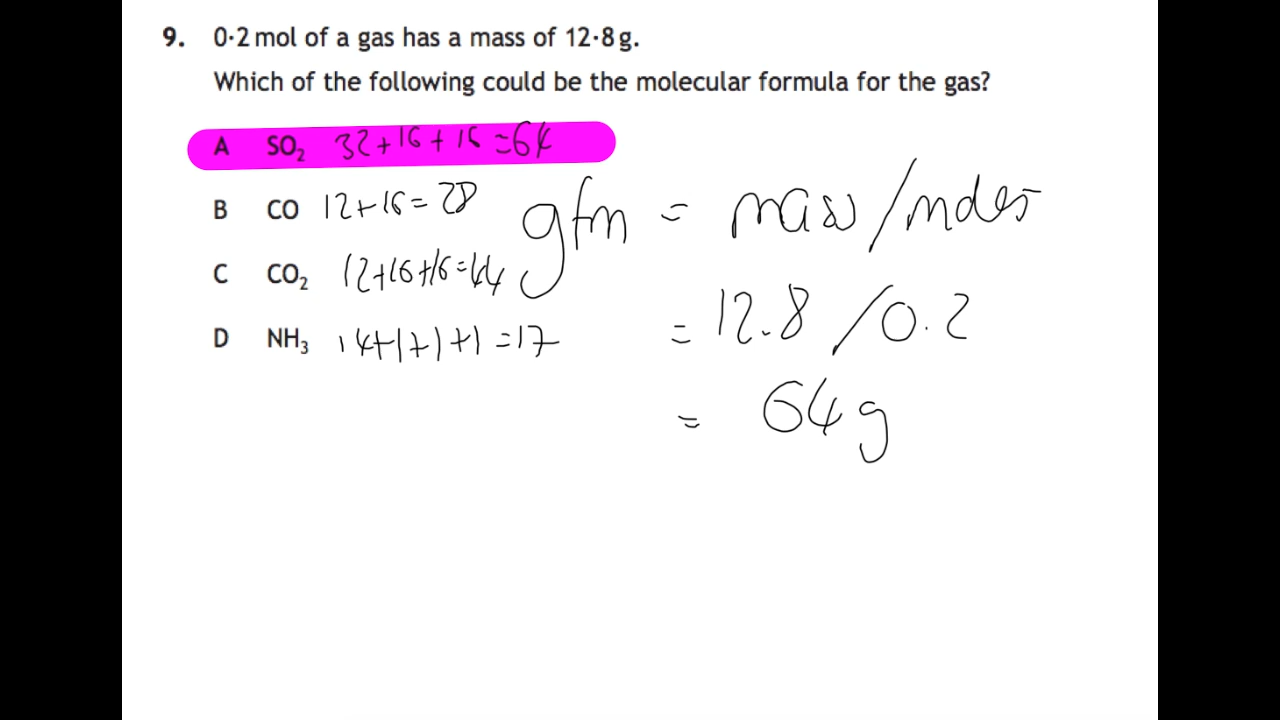 9. 0·2 mol of a gas has a mass of 12·8 g.
Which of the following could be the molecular formula for the gas?
A SO₂ 32+16+16=64
B CO 12+16=28
C CO₂ 12+16+16=44
D NH₃ 14+1+1+1=17
gfm = mass/moles
= 12.8 / 0.2
= 64g